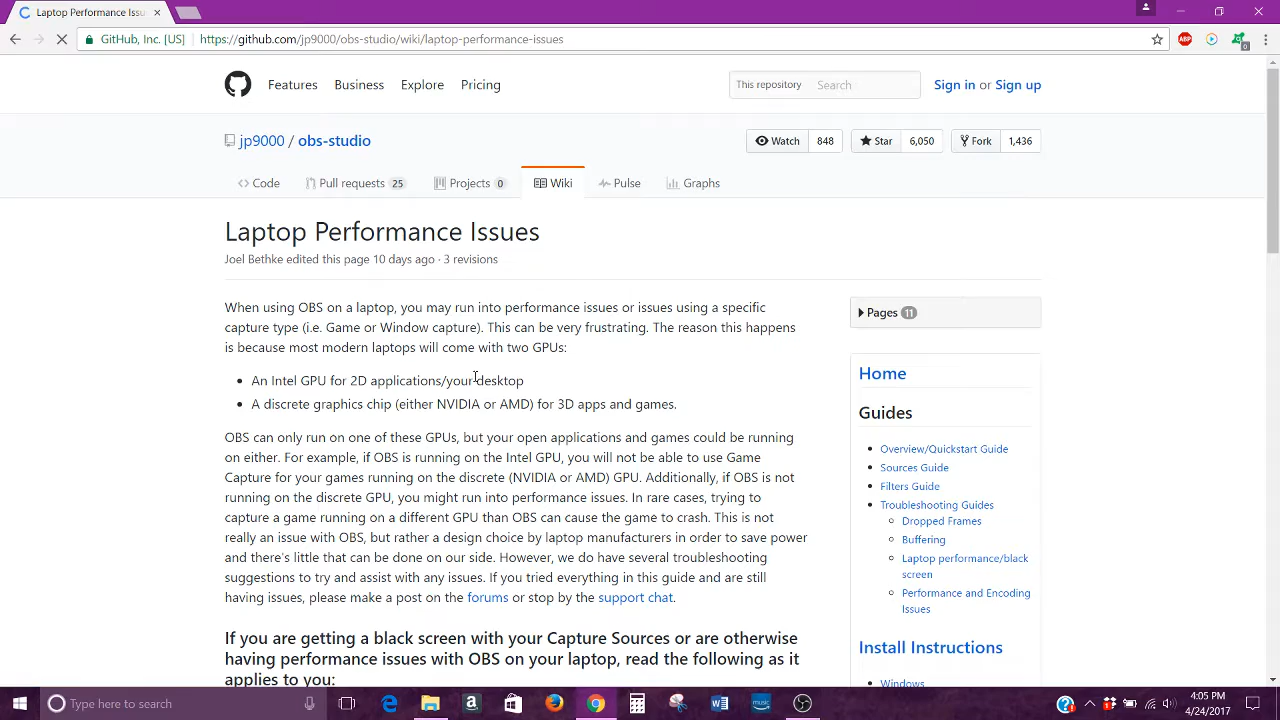 Laptop Performance Issu
GitHub, Inc. [US]
https://github.com/jp9000/obs-studio/wiki/laptop-performance-issues
ABP
0
Features
Business
Explore
Pricing
This repository
Search
Sign in or Sign up
jp9000 / obs-studio
Watch
848
Star
6,050
Fork
1,436
Code
Pull requests 25
Projects 0
Wiki
Pulse
Graphs
Laptop Performance Issues
Joel Bethke edited this page 10 days ago · 3 revisions
When using OBS on a laptop, you may run into performance issues or issues using a specific
capture type (i.e. Game or Window capture). This can be very frustrating. The reason this happens
is because most modern laptops will come with two GPUs:
• An Intel GPU for 2D applications/your desktop
• A discrete graphics chip (either NVIDIA or AMD) for 3D apps and games.
OBS can only run on one of these GPUs, but your open applications and games could be running
on either. For example, if OBS is running on the Intel GPU, you will not be able to use Game
Capture for your games running on the discrete (NVIDIA or AMD) GPU. Additionally, if OBS is not
running on the discrete GPU, you might run into performance issues. In rare cases, trying to
capture a game running on a different GPU than OBS can cause the game to crash. This is not
really an issue with OBS, but rather a design choice by laptop manufacturers in order to save power
and there's little that can be done on our side. However, we do have several troubleshooting
suggestions to try and assist with any issues. If you tried everything in this guide and are still
having issues, please make a post on the forums or stop by the support chat.
If you are getting a black screen with your Capture Sources or are otherwise
having performance issues with OBS on your laptop, read the following as it
applies to you:
Pages 11
Home
Guides
• Overview/Quickstart Guide
• Sources Guide
• Filters Guide
• Troubleshooting Guides
Dropped Frames
Buffering
Laptop performance/black
screen
Performance and Encoding
Issues
Install Instructions
• Windows
Type here to search
music
4:05 PM
4/24/2017